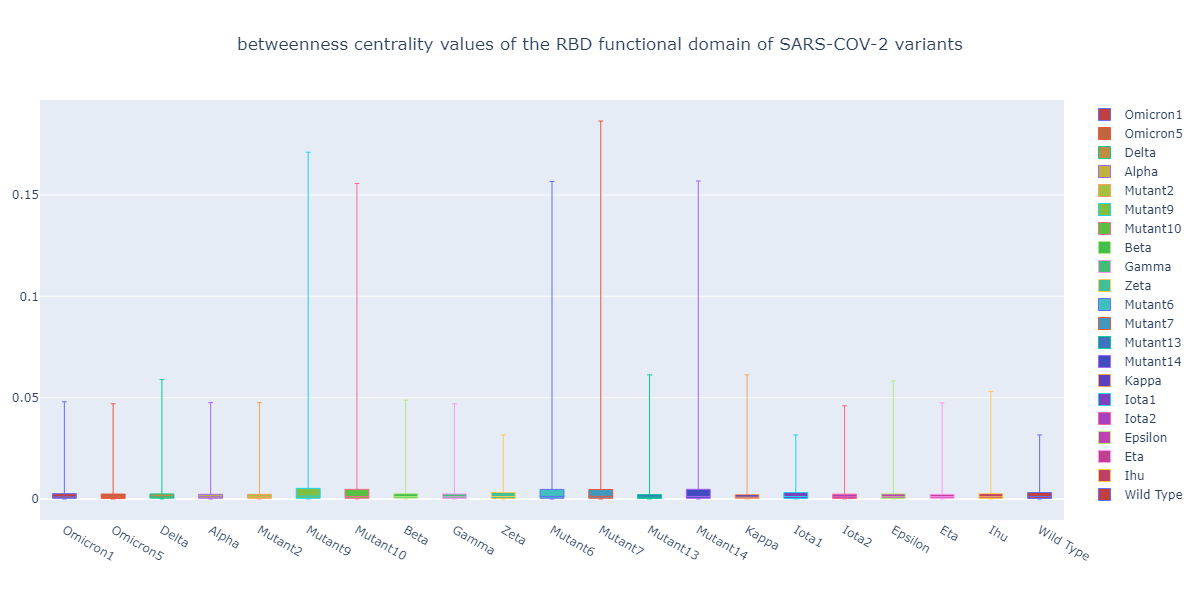 betweenness centrality values of the RBD functional domain of SARS-COV-2 variants
0.15
0.1
0.05
0
Omicron1
Omicron5
Delta
Alpha
Mutant2
Mutant9
Mutant10
Beta
Gamma
Zeta
Mutant6
Mutant7
Mutant13
Mutant14
Kappa
Iota1
Iota2
Epsilon
Eta
Ihu
Wild Type
Omicron1
Omicron5
Delta
Alpha
Mutant2
Mutant9
Mutant10
Beta
Gamma
Zeta
Mutant6
Mutant7
Mutant13
Mutant14
Kappa
Iota1
Iota2
Epsilon
Eta
Ihu
Wild Type